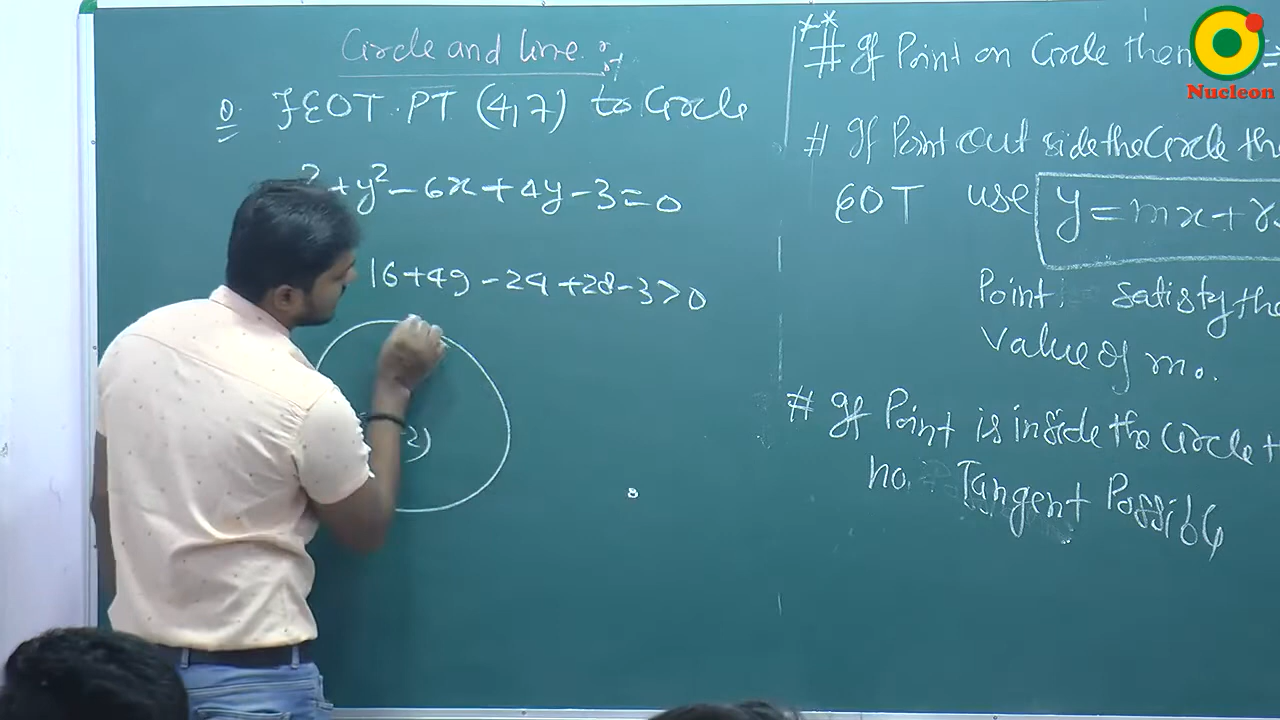 Circle and line.
Q. FEOT. PT (4,7) to Circle
2 + y² - 6x + 4y - 3 = 0
16 + 49 - 24 + 28 - 3 > 0
-2)
**
# If Point on Circle then
# If Point out side the Circle the
EOT use y = mx + r
Point satisfy the
Value of m.
# If Point is inside the Circle t
no. Tangent Possible
Nucleon